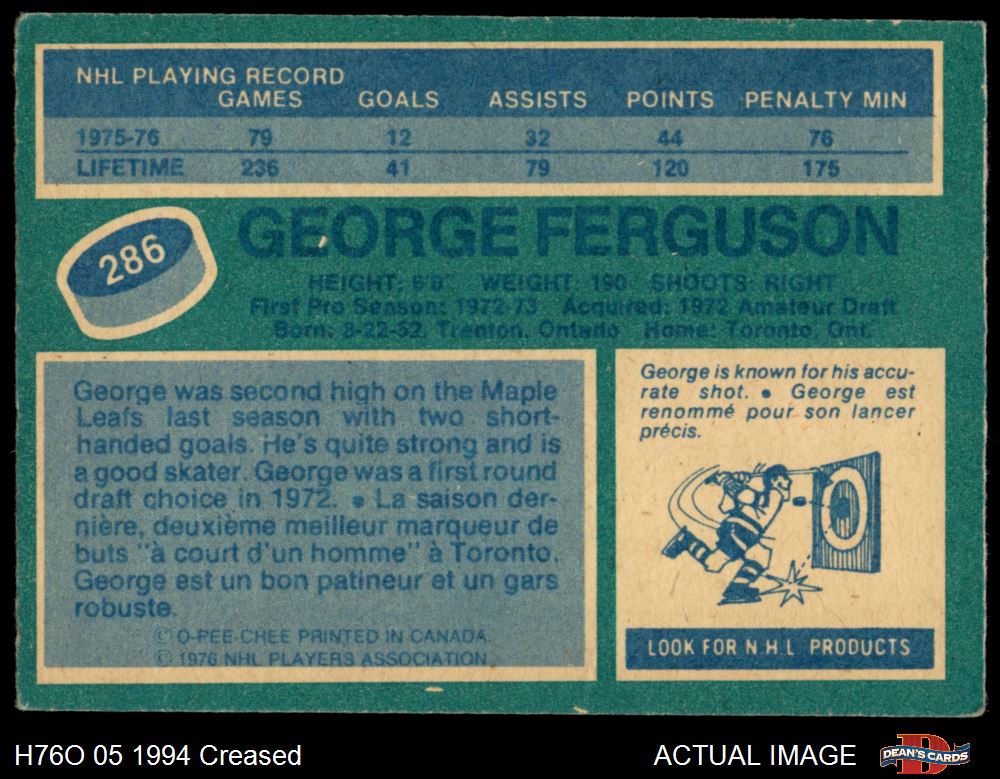 NHL PLAYING RECORD
GAMES GOALS ASSISTS POINTS PENALTY MIN
1975-76 79 12 32 44 76
LIFETIME 236 41 79 120 175
286
GEORGE FERGUSON
HEIGHT: 6'0" WEIGHT: 190 SHOOTS: RIGHT
First Pro Season: 1972-73 Acquired: 1972 Amateur Draft
Born: 8-22-52, Trenton, Ontario Home: Toronto, Ont.
George was second high on the Maple
Leafs last season with two short-
handed goals. He's quite strong and is
a good skater. George was a first round
draft choice in 1972. • La saison der-
nière, deuxième meilleur marqueur de
buts "à court d'un homme" à Toronto.
George est un bon patineur et un gars
robuste.
© O-PEE-CHEE PRINTED IN CANADA.
© 1976 NHL PLAYERS ASSOCIATION
George is known for his accu-
rate shot. • George est
renommé pour son lancer
précis.
LOOK FOR N.H.L PRODUCTS
H76O 05 1994 Creased
ACTUAL IMAGE
D
DEAN'S CARDS